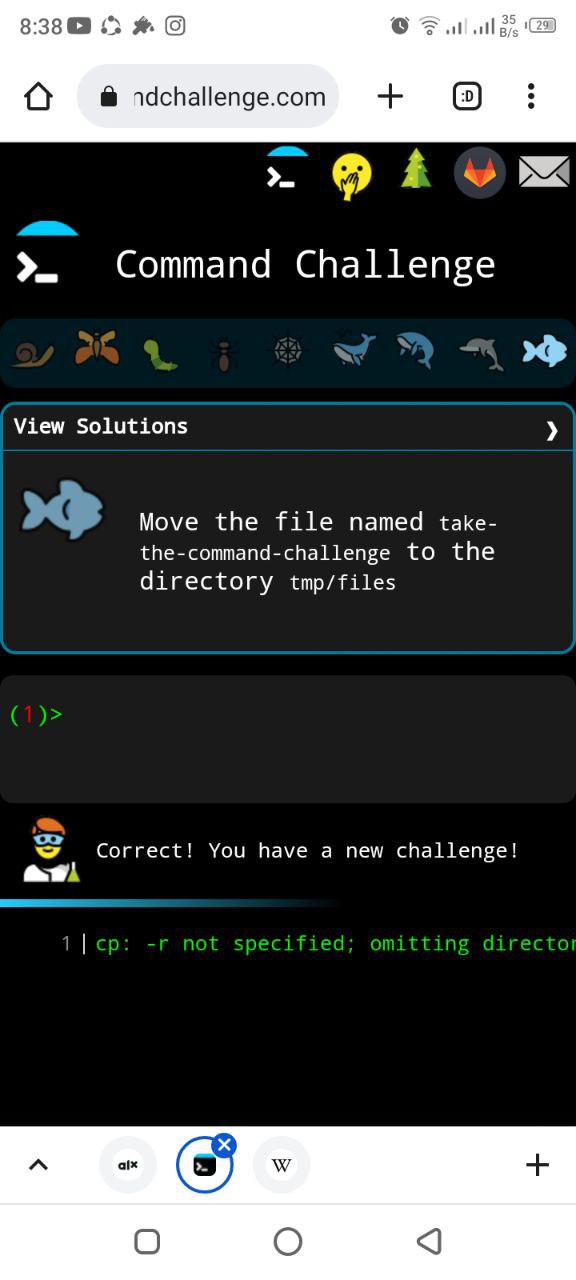 8:38
35
B/s
29
ndchallenge.com
:D
Command Challenge
View Solutions
Move the file named take-
the-command-challenge to the
directory tmp/files
(1)>
Correct! You have a new challenge!
1 cp: -r not specified; omitting director
alx
W